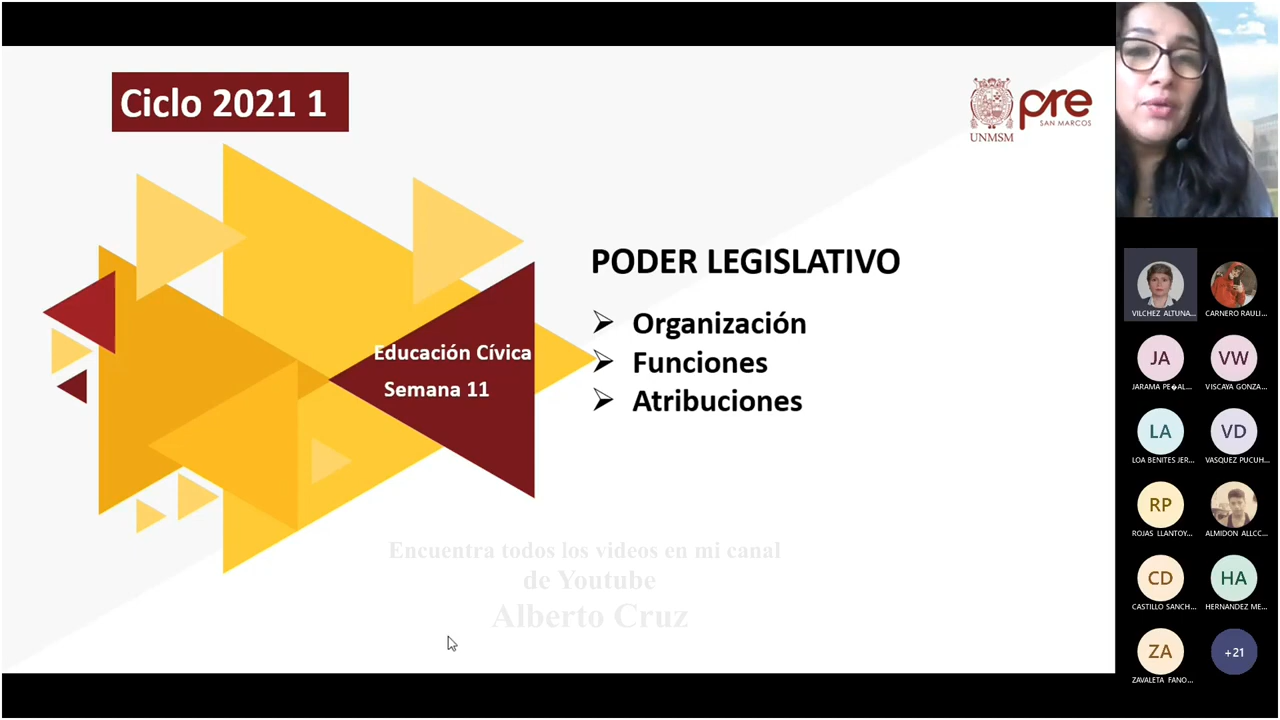 Ciclo 2021 1
UNMSM
pre
SAN MARCOS
PODER LEGISLATIVO
Organización
Funciones
Atribuciones
Educación Cívica
Semana 11
Encuentra todos los videos en mi canal
de Youtube
Alberto Cruz
VILCHEZ ALTUNA...
CARNERO RAULI...
JA
JARAMA PE�AL...
VW
VISCAYA GONZA...
LA
LOA BENITES JER...
VD
VASQUEZ PUCUH...
RP
ROJAS LLANTOY...
ALMIDON ALLCC...
CD
CASTILLO SANCH...
HA
HERNANDEZ ME...
ZA
ZAVALETA FANO...
+21